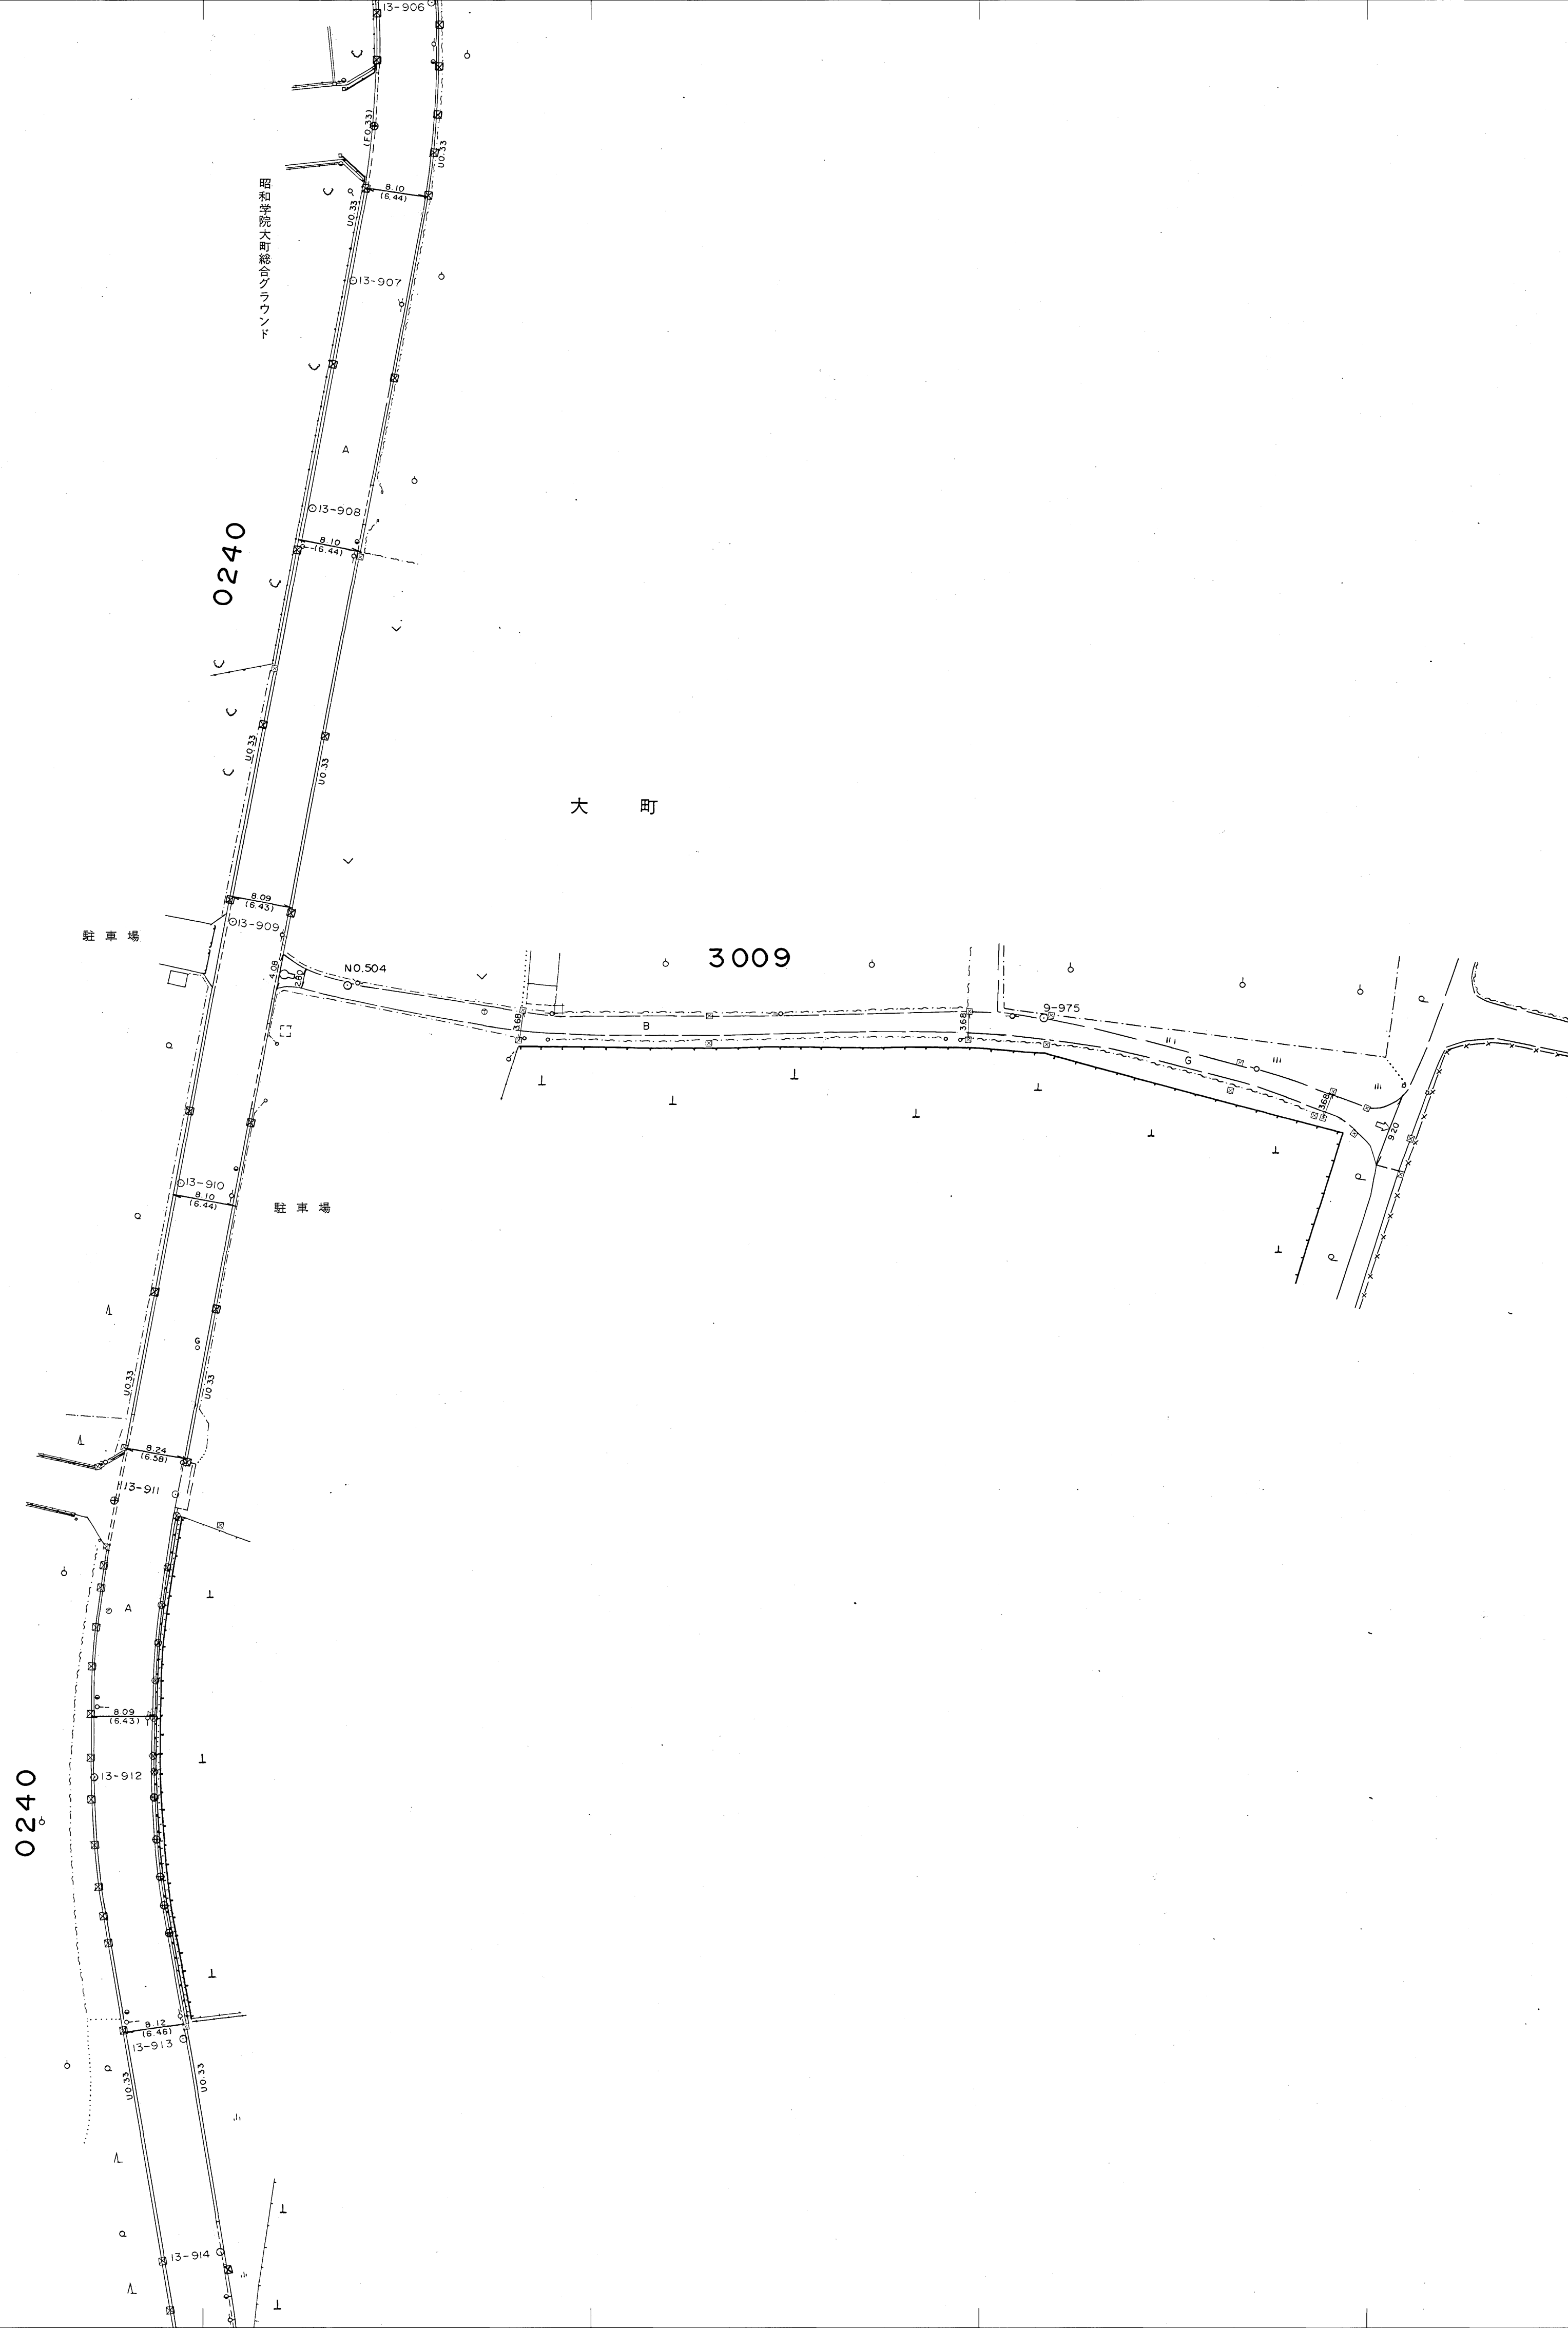 13-906
(F0.33)
U0.33
8.10
(6.44)
昭和学院大町総合グラウンド
U0.33
13-907
A
13-908
8.10
(6.44)
0240
U0.33
U0.33
大町
8.09
(6.43)
13-909
駐車場
4.08
2.80
NO.504
3009
3.68
B
3.68
9-975
G
3.68
9.20
13-910
8.10
(6.44)
駐車場
G
U0.33
U0.33
8.24
(6.58)
13-911
A
8.09
(6.43)
13-912
0240
8.12
(6.46)
13-913
U0.33
U0.33
13-914